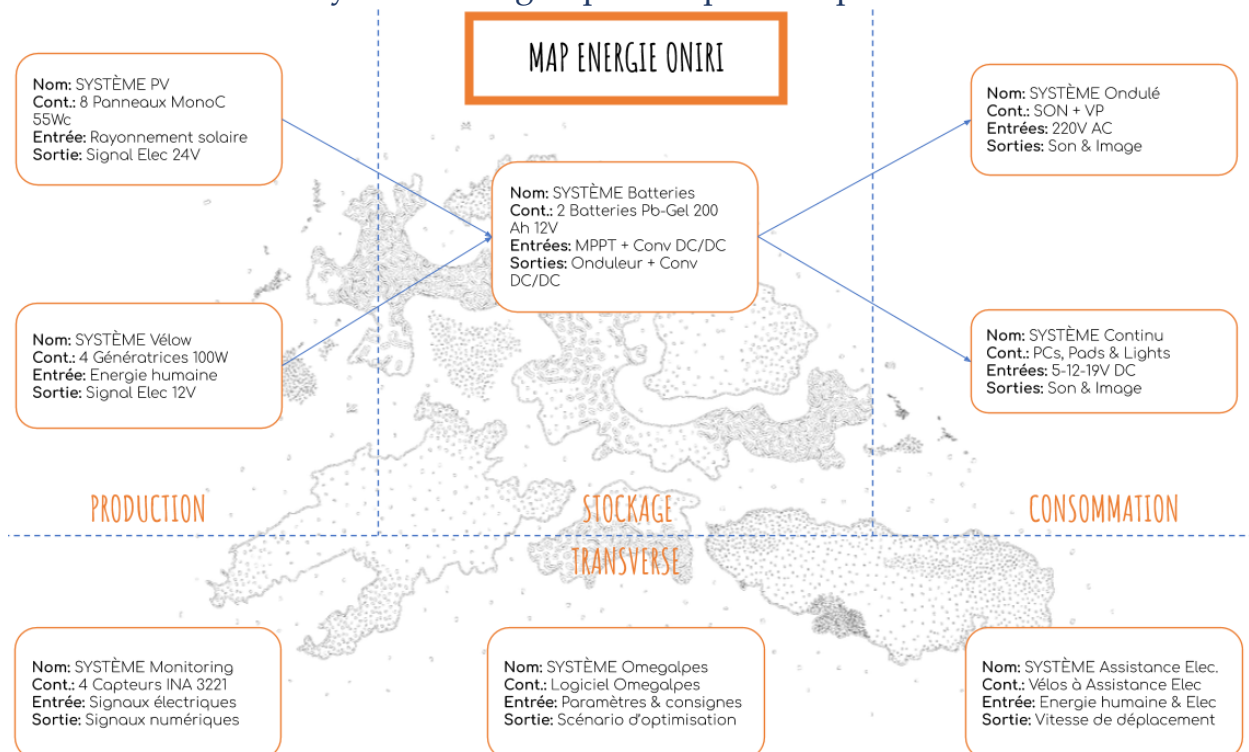 MAP ENERGIE ONIRI
Nom: SYSTÈME PV
Cont.: 8 Panneaux MonoC
55Wc
Entrée: Rayonnement solaire
Sortie: Signal Elec 24V
Nom: SYSTÈME Batteries
Cont.: 2 Batteries Pb-Gel 200
Ah 12V
Entrées: MPPT + Conv DC/DC
Sorties: Onduleur + Conv
DC/DC
Nom: SYSTÈME Ondulé
Cont.: SON + VP
Entrées: 220V AC
Sorties: Son & Image
Nom: SYSTÈME Vélow
Cont.: 4 Génératrices 100W
Entrée: Energie humaine
Sortie: Signal Elec 12V
Nom: SYSTÈME Continu
Cont.: PCs, Pads & Lights
Entrées: 5-12-19V DC
Sorties: Son & Image
PRODUCTION
STOCKAGE
CONSOMMATION
TRANSVERSE
Nom: SYSTÈME Monitoring
Cont.: 4 Capteurs INA 3221
Entrée: Signaux électriques
Sortie: Signaux numériques
Nom: SYSTÈME Omegalpes
Cont.: Logiciel Omegalpes
Entrée: Paramètres & consignes
Sortie: Scénario d'optimisation
Nom: SYSTÈME Assistance Elec.
Cont.: Vélos à Assistance Elec
Entrée: Energie humaine & Elec
Sortie: Vitesse de déplacement